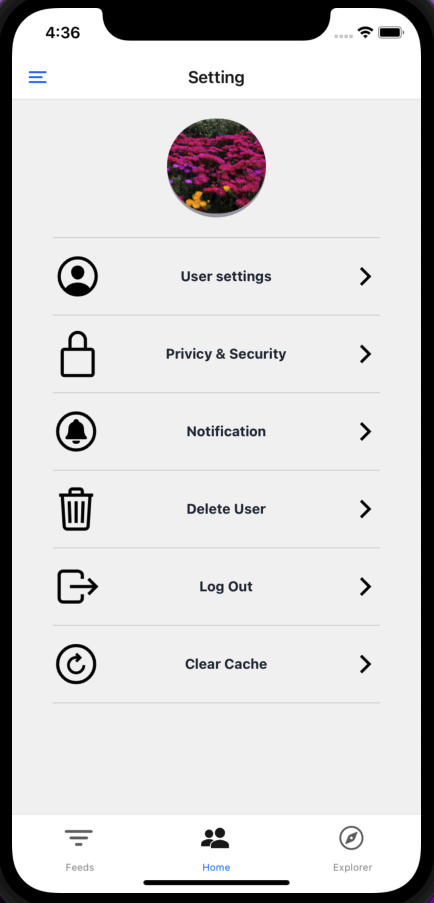 4:36
Setting
User settings
Privicy & Security
Notification
Delete User
Log Out
Clear Cache
Feeds
Home
Explorer